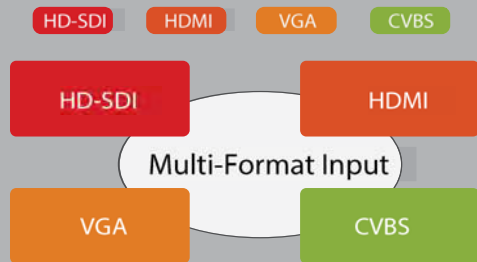 HD-SDI HDMI VGA CVBS
HD-SDI HDMI
Multi-Format Input
VGA CVBS